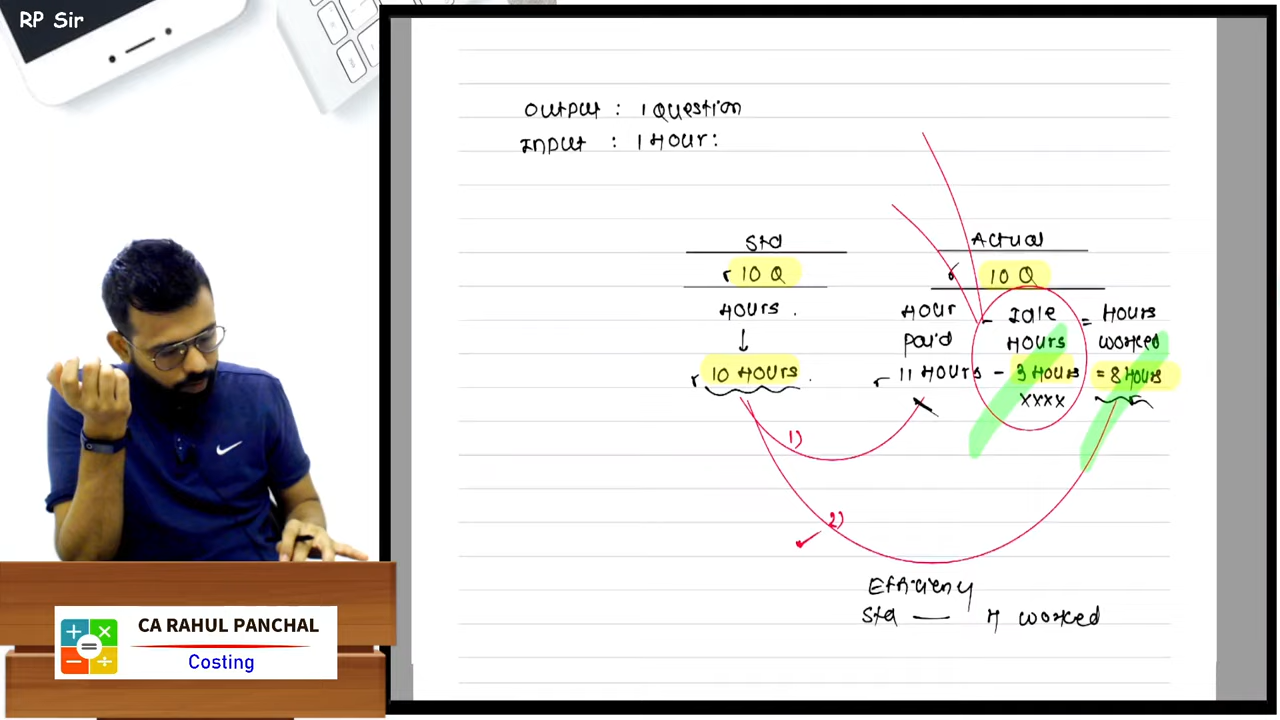 RP Sir
Output : 1 Question
Input : 1 Hour :
Std Actual
10 Q 10 Q
Hours . Hour paid - Idle Hours = Hours worked
10 Hours . 11 Hours - 3 Hours = 8 Hours
xxxx
1)
2)
Efficiency
Std — H worked
CA RAHUL PANCHAL
Costing